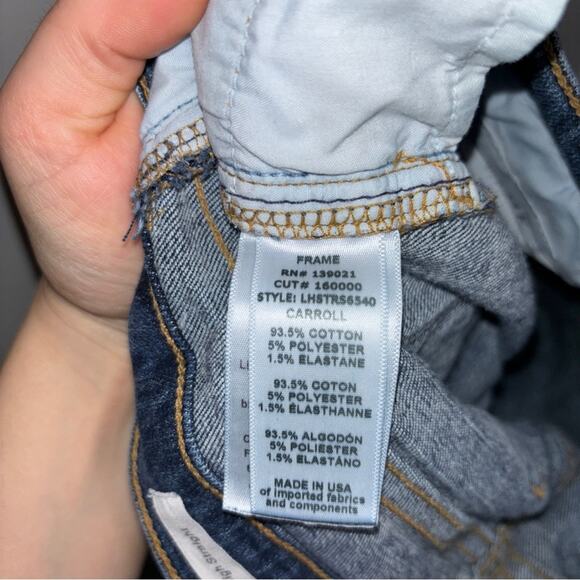 FRAME
RN# 139021
CUT# 160000
STYLE: LHSTRS6540
CARROLL
93.5% COTTON
5% POLYESTER
1.5% ELASTANE
93.5% COTON
5% POLYESTER
1.5% ÉLASTHANNE
93.5% ALGODÓN
5% POLIESTER
1.5% ELASTÁNO
MADE IN USA
of imported fabrics
and components
Straight